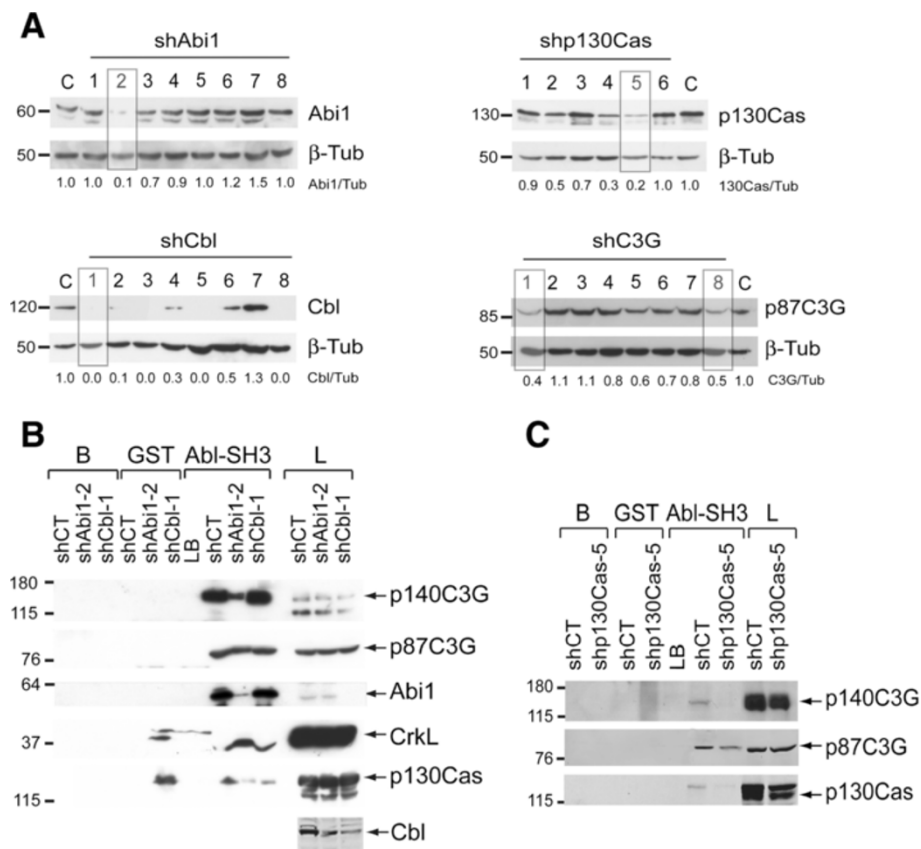 A
shAbi1
C 1 2 3 4 5 6 7 8
60
Abi1
50
β-Tub
1.0 1.0 0.1 0.7 0.9 1.0 1.2 1.5 1.0 Abi1/Tub
shp130Cas
1 2 3 4 5 6 C
130
p130Cas
50
β-Tub
0.9 0.5 0.7 0.3 0.2 1.0 1.0 130Cas/Tub
shCbl
C 1 2 3 4 5 6 7 8
120
Cbl
50
β-Tub
1.0 0.0 0.1 0.0 0.3 0.0 0.5 1.3 0.0 Cbl/Tub
shC3G
1 2 3 4 5 6 7 8 C
85
p87C3G
50
β-Tub
0.4 1.1 1.1 0.8 0.6 0.7 0.8 0.5 1.0 C3G/Tub
B
B GST Abl-SH3 L
shCT shAbi1-2 shCbl-1 shCT shAbi1-2 shCbl-1 LB shCT shAbi1-2 shCbl-1 shCT shAbi1-2 shCbl-1
180
p140C3G
115
p87C3G
76
64
Abi1
51
CrkL
37
p130Cas
115
Cbl
C
B GST Abl-SH3 L
shCT shp130Cas-5 shCT shp130Cas-5 LB shCT shp130Cas-5 shCT shp130Cas-5
180
p140C3G
115
p87C3G
76
p130Cas
115